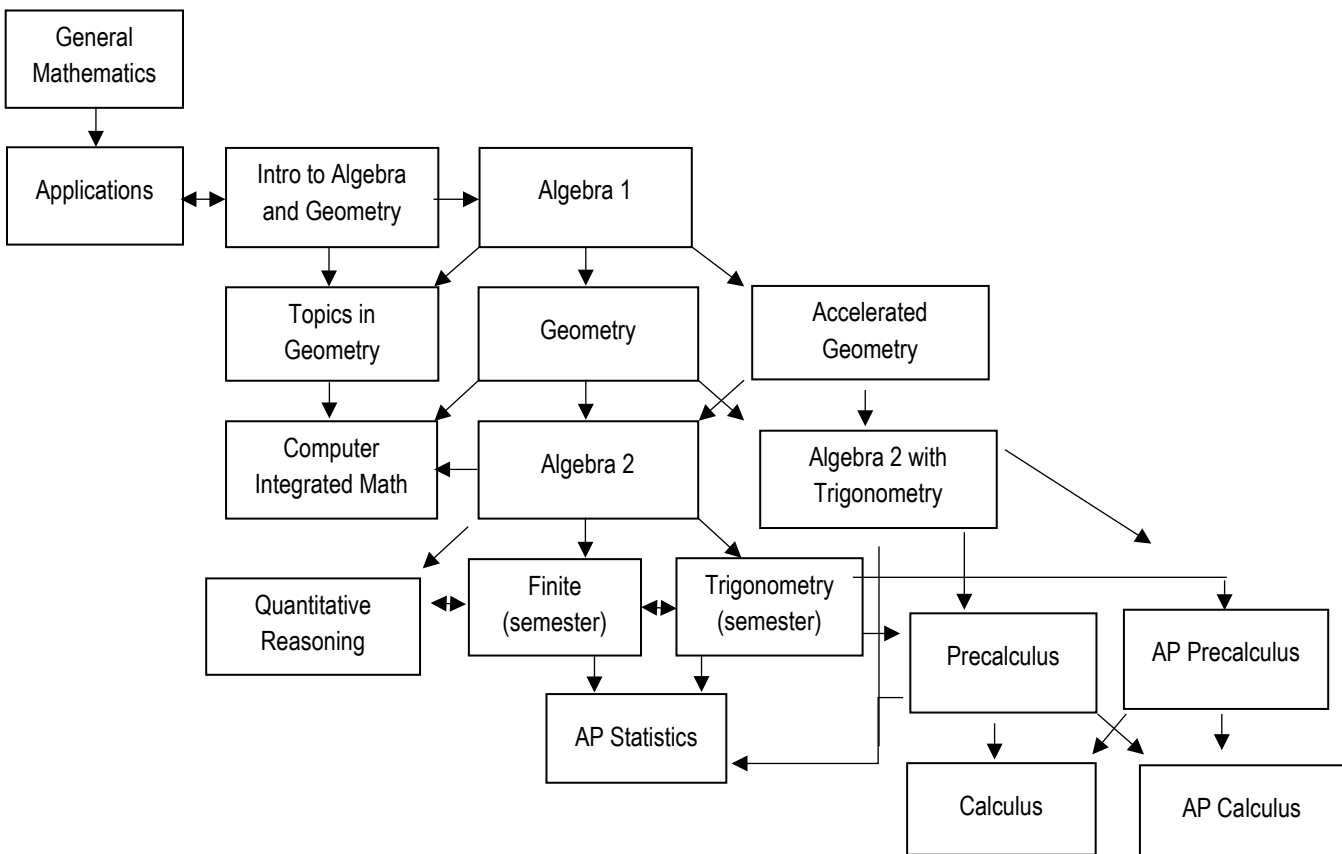 General
Mathematics
Applications
Intro to Algebra
and Geometry
Algebra 1
Topics in
Geometry
Geometry
Accelerated
Geometry
Computer
Integrated Math
Algebra 2
Algebra 2 with
Trigonometry
Quantitative
Reasoning
Finite
(semester)
Trigonometry
(semester)
Precalculus
AP Precalculus
AP Statistics
Calculus
AP Calculus